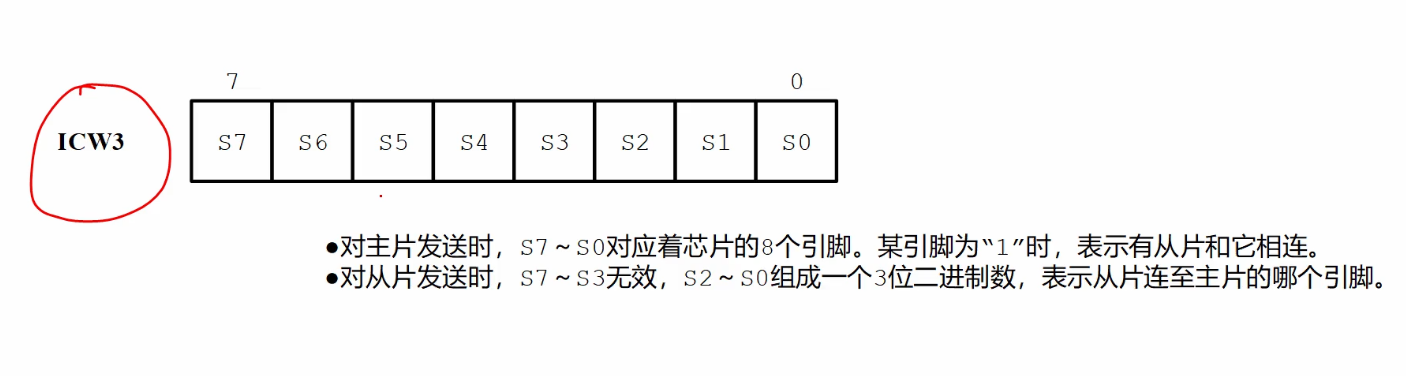 7 0
ICW3 S7 S6 S5 S4 S3 S2 S1 S0
●对主片发送时，S7～S0对应着芯片的8个引脚。某引脚为“1”时，表示有从片和它相连。
●对从片发送时，S7～S3无效，S2～S0组成一个3位二进制数，表示从片连至主片的哪个引脚。